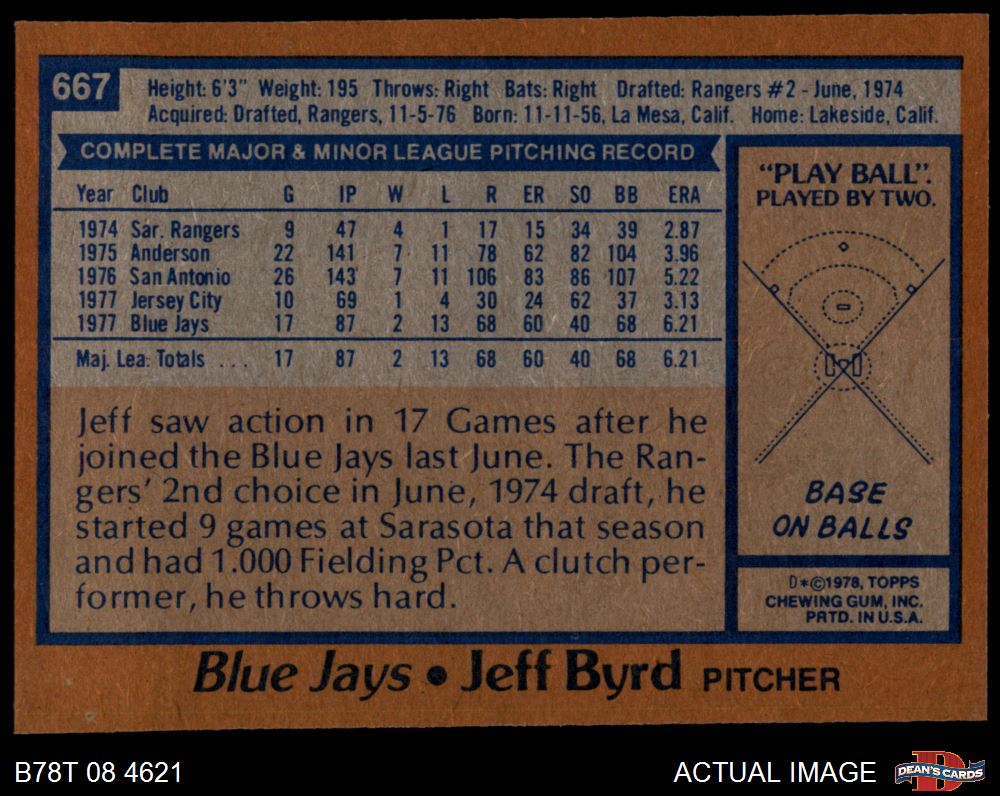 667
Height: 6'3" Weight: 195 Throws: Right Bats: Right Drafted: Rangers #2 - June, 1974
Acquired: Drafted, Rangers, 11-5-76 Born: 11-11-56, La Mesa, Calif. Home: Lakeside, Calif.
COMPLETE MAJOR & MINOR LEAGUE PITCHING RECORD
Year Club G IP W L R ER SO BB ERA
1974 Sar. Rangers 9 47 4 1 17 15 34 39 2.87
1975 Anderson 22 141 7 11 78 62 82 104 3.96
1976 San Antonio 26 143 7 11 106 83 86 107 5.22
1977 Jersey City 10 69 1 4 30 24 62 37 3.13
1977 Blue Jays 17 87 2 13 68 60 40 68 6.21
Maj. Lea. Totals ... 17 87 2 13 68 60 40 68 6.21
Jeff saw action in 17 Games after he
joined the Blue Jays last June. The Ran-
gers' 2nd choice in June, 1974 draft, he
started 9 games at Sarasota that season
and had 1.000 Fielding Pct. A clutch per-
former, he throws hard.
"PLAY BALL".
PLAYED BY TWO.
BASE
ON BALLS
D*©1978, TOPPS
CHEWING GUM, INC.
PRTD. IN U.S.A.
Blue Jays • Jeff Byrd PITCHER
B78T 08 4621
ACTUAL IMAGE
D
DEAN'S CARDS